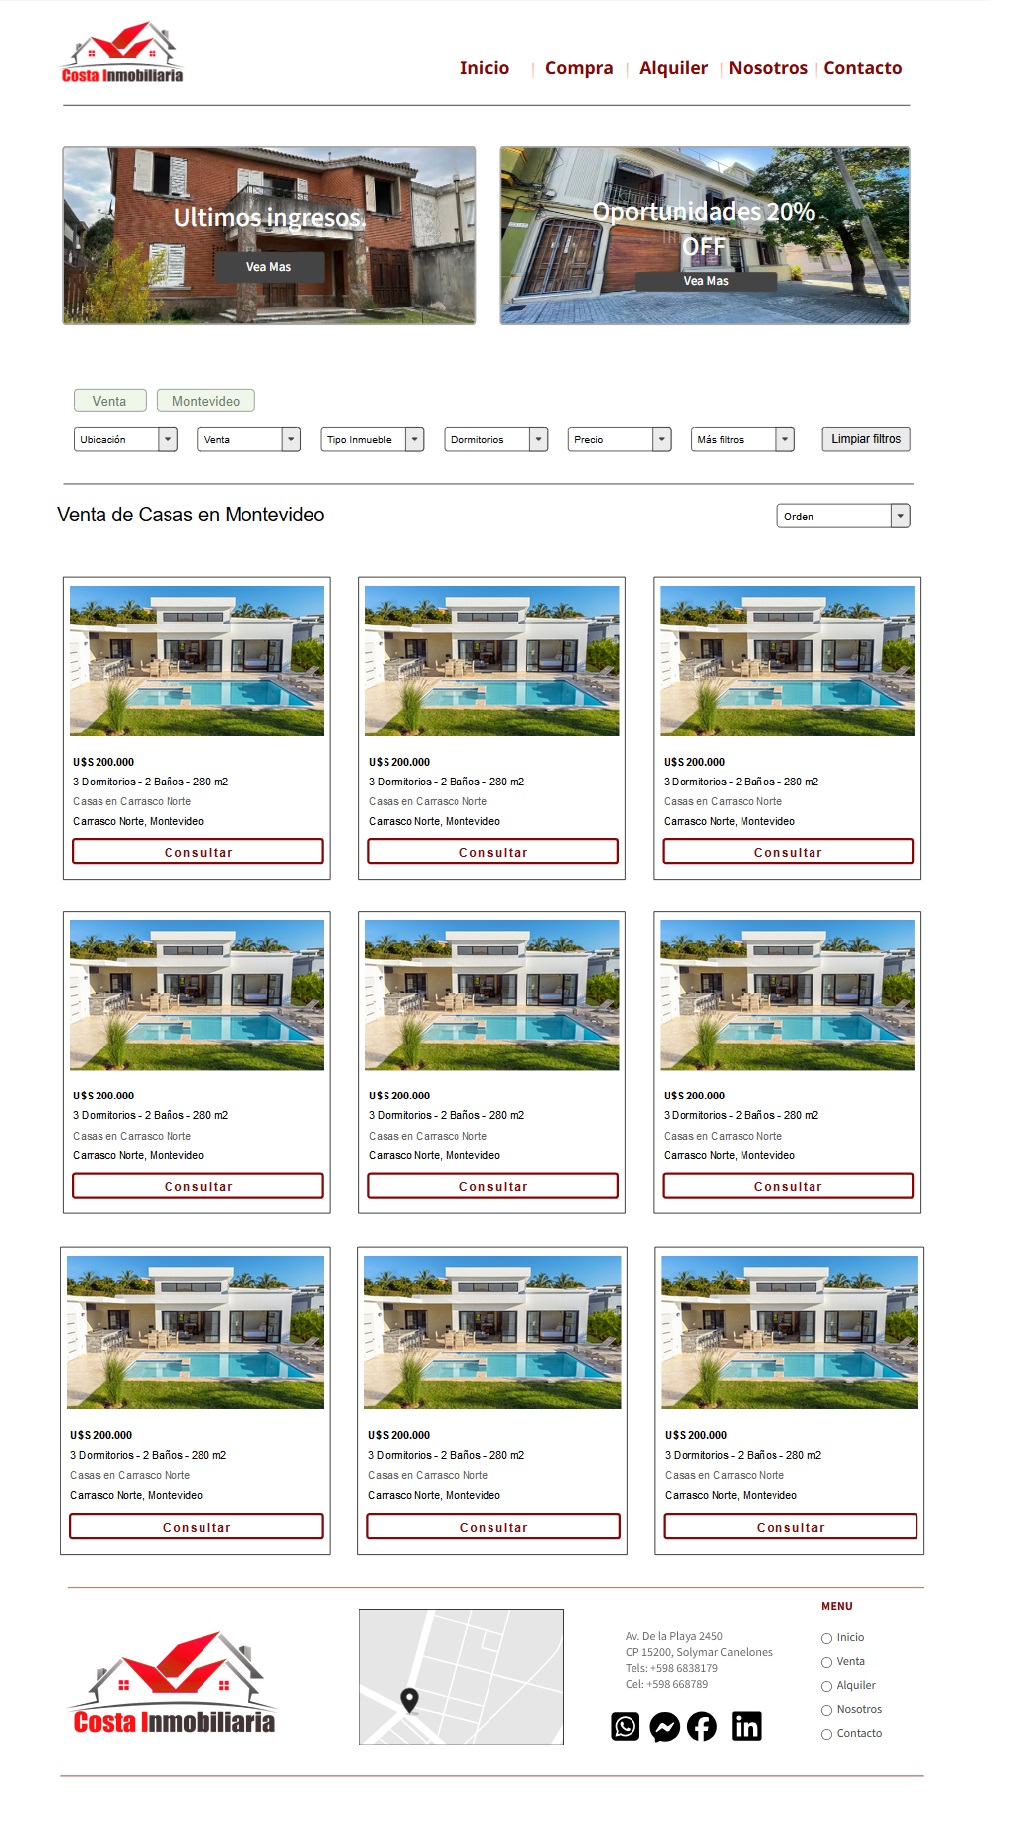 Costa Inmobiliaria
Inicio | Compra | Alquiler | Nosotros | Contacto
Ultimos ingresos.
Vea Mas
Oportunidades 20%
OFF
Vea Mas
Venta Montevideo
Ubicación Venta Tipo Inmueble Dormitorios Precio Más filtros Limpiar filtros
Venta de Casas en Montevideo Orden
U$S 200.000
3 Dormitorios - 2 Baños - 280 m2
Casas en Carrasco Norte
Carrasco Norte, Montevideo
Consultar
U$S 200.000
3 Dormitorios - 2 Baños - 280 m2
Casas en Carrasco Norte
Carrasco Norte, Montevideo
Consultar
U$S 200.000
3 Dormitorios - 2 Baños - 280 m2
Casas en Carrasco Norte
Carrasco Norte, Montevideo
Consultar
U$S 200.000
3 Dormitorios - 2 Baños - 280 m2
Casas en Carrasco Norte
Carrasco Norte, Montevideo
Consultar
U$S 200.000
3 Dormitorios - 2 Baños - 280 m2
Casas en Carrasco Norte
Carrasco Norte, Montevideo
Consultar
U$S 200.000
3 Dormitorios - 2 Baños - 280 m2
Casas en Carrasco Norte
Carrasco Norte, Montevideo
Consultar
U$S 200.000
3 Dormitorios - 2 Baños - 280 m2
Casas en Carrasco Norte
Carrasco Norte, Montevideo
Consultar
U$S 200.000
3 Dormitorios - 2 Baños - 280 m2
Casas en Carrasco Norte
Carrasco Norte, Montevideo
Consultar
U$S 200.000
3 Dormitorios - 2 Baños - 280 m2
Casas en Carrasco Norte
Carrasco Norte, Montevideo
Consultar
Costa Inmobiliaria
Av. De la Playa 2450
CP 15200, Solymar Canelones
Tels: +598 6838179
Cel: +598 668789
MENU
Inicio
Venta
Alquiler
Nosotros
Contacto